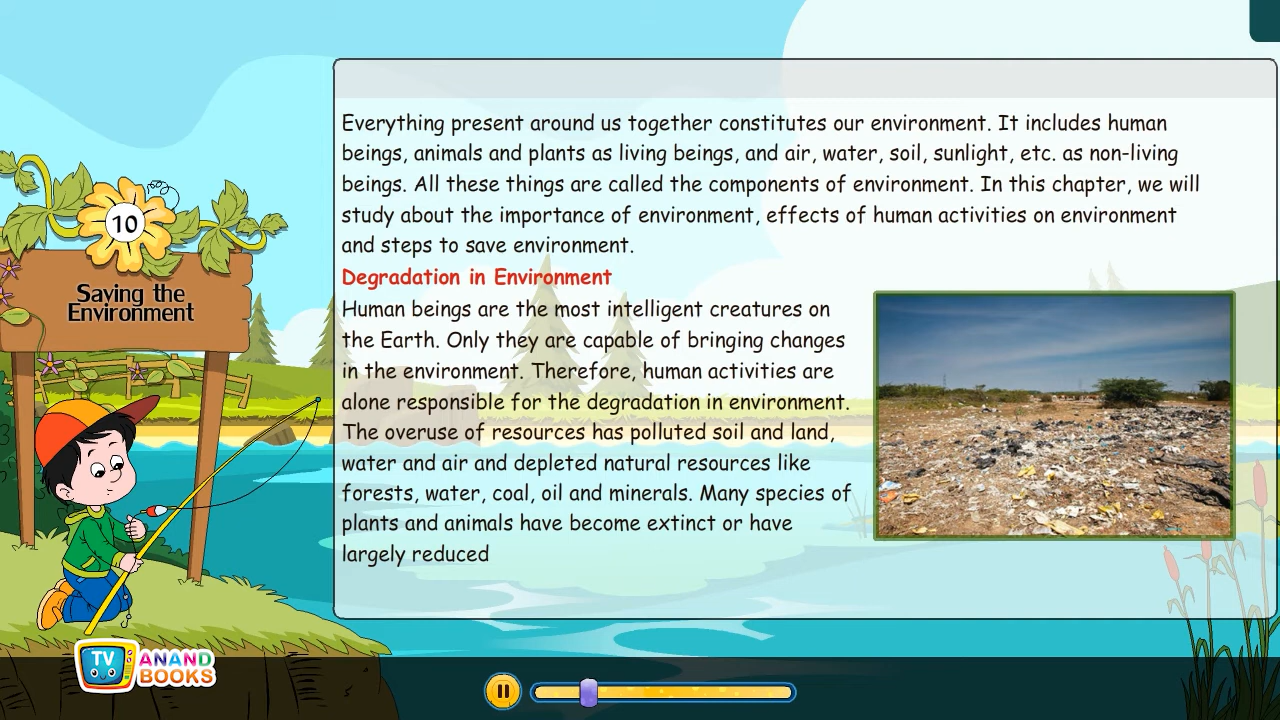 Everything present around us together constitutes our environment. It includes human
beings, animals and plants as living beings, and air, water, soil, sunlight, etc. as non-living
beings. All these things are called the components of environment. In this chapter, we will
study about the importance of environment, effects of human activities on environment
and steps to save environment.
10
Saving the
Environment
Degradation in Environment
Human beings are the most intelligent creatures on
the Earth. Only they are capable of bringing changes
in the environment. Therefore, human activities are
alone responsible for the degradation in environment.
The overuse of resources has polluted soil and land,
water and air and depleted natural resources like
forests, water, coal, oil and minerals. Many species of
plants and animals have become extinct or have
largely reduced
TV
ANAND
BOOKS